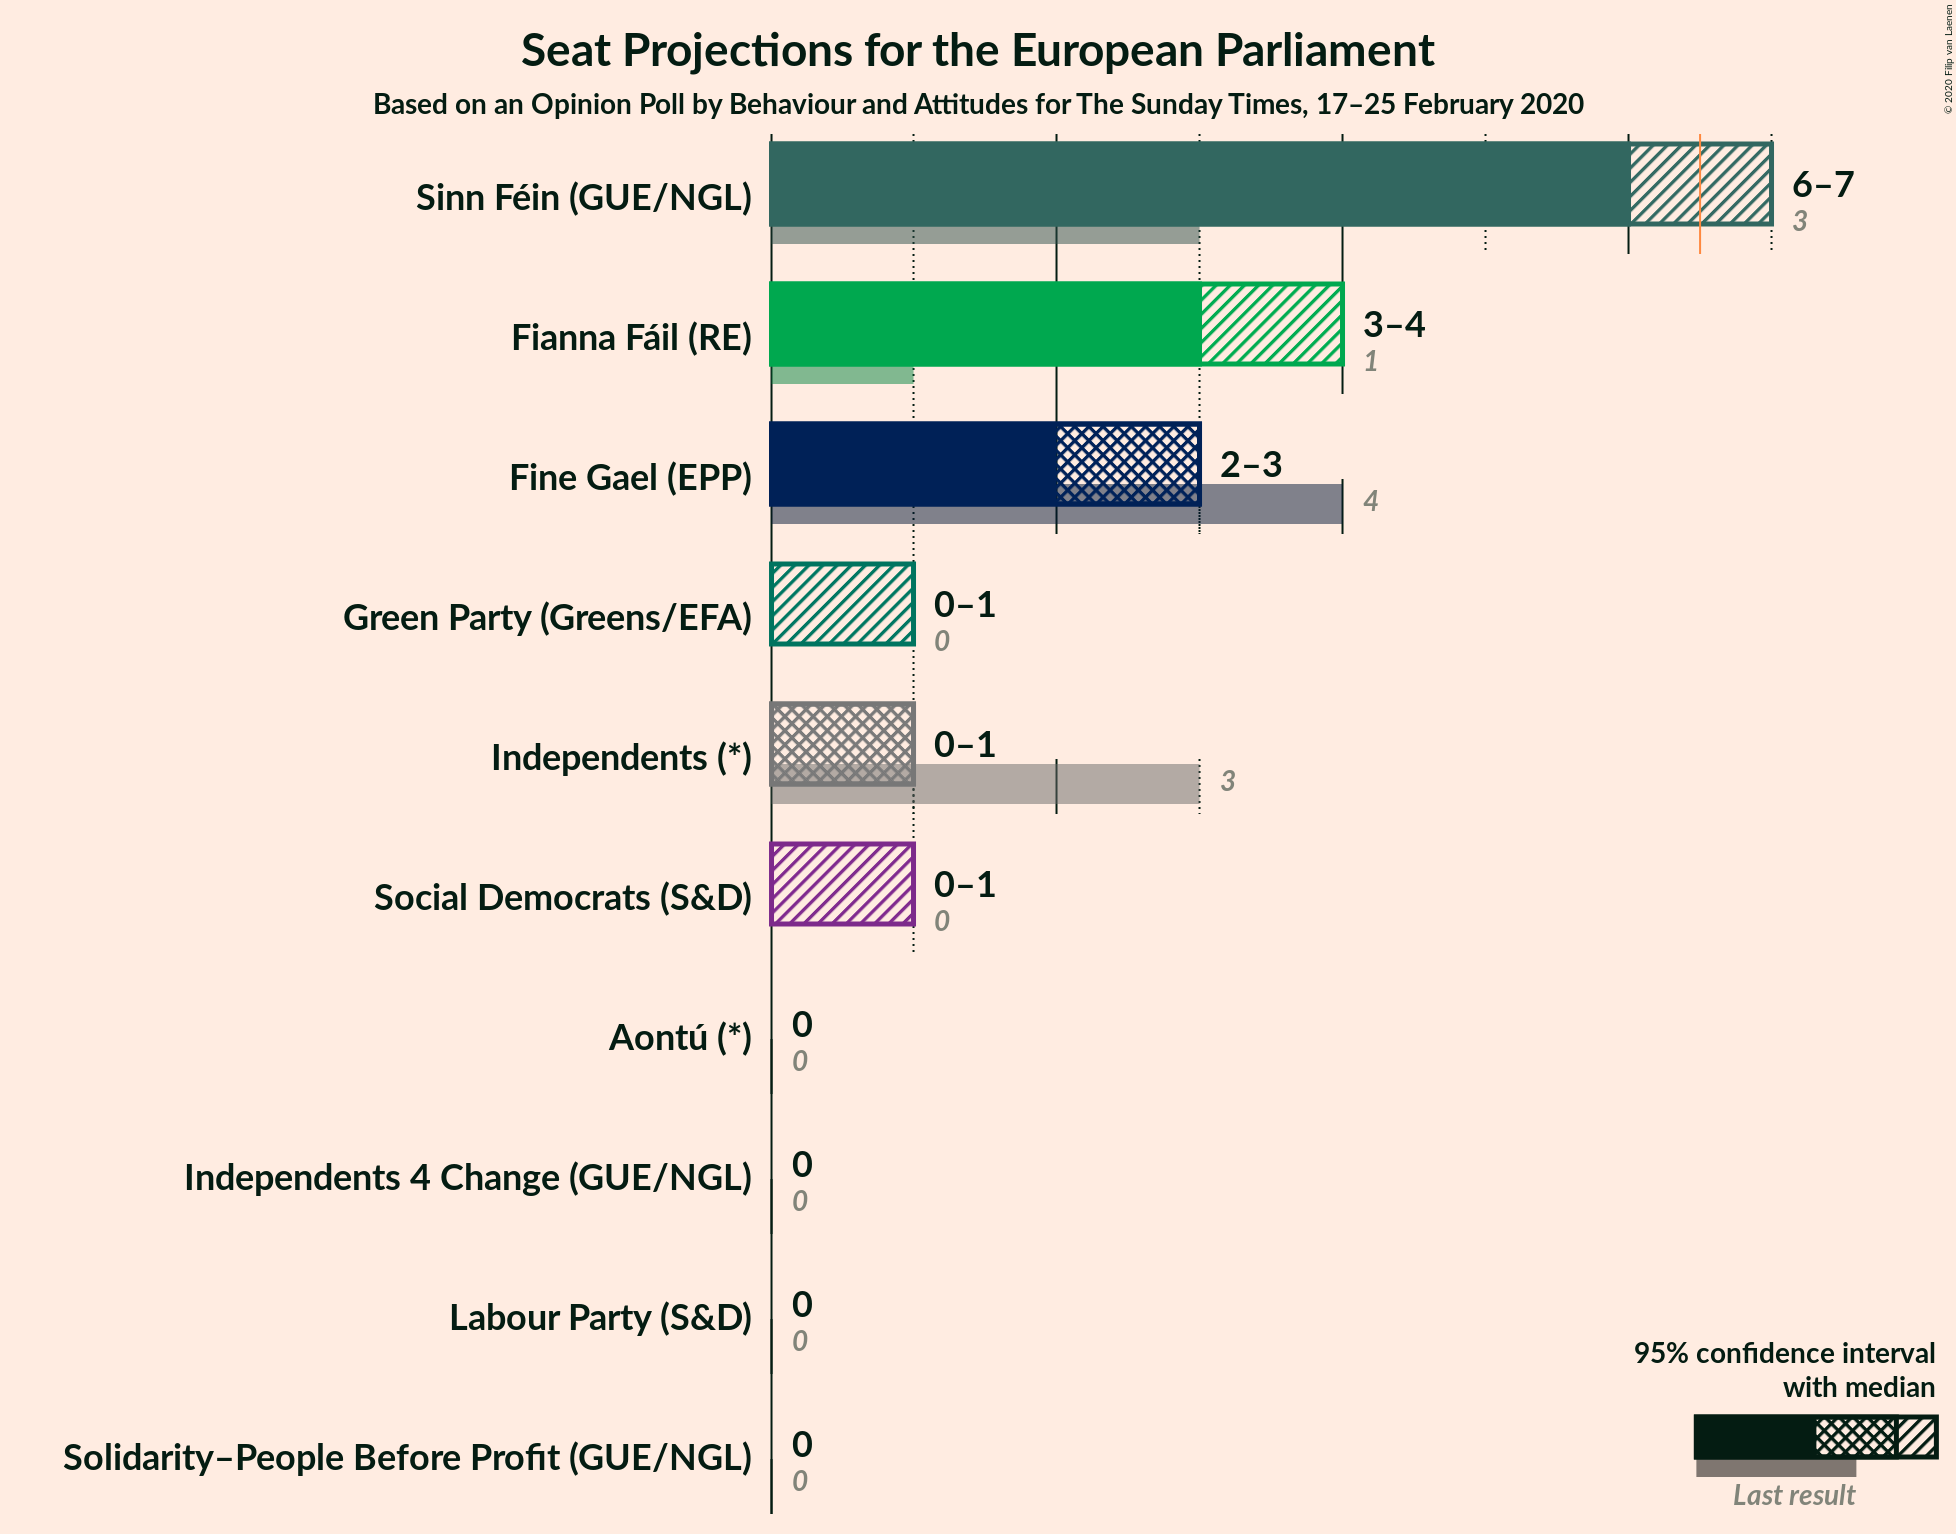 Seat Projections for the European Parliament
Based on an Opinion Poll by Behaviour and Attitudes for The Sunday Times, 17–25 February 2020
© 2020 Filip van Laenen
Sinn Féin (GUE/NGL)
6–7
3
Fianna Fáil (RE)
3–4
1
Fine Gael (EPP)
2–3
4
Green Party (Greens/EFA)
0–1
0
Independents (*)
0–1
3
Social Democrats (S&D)
0–1
0
Aontú (*)
0
0
Independents 4 Change (GUE/NGL)
0
0
Labour Party (S&D)
0
0
Solidarity–People Before Profit (GUE/NGL)
0
0
95% confidence interval
with median
Last result